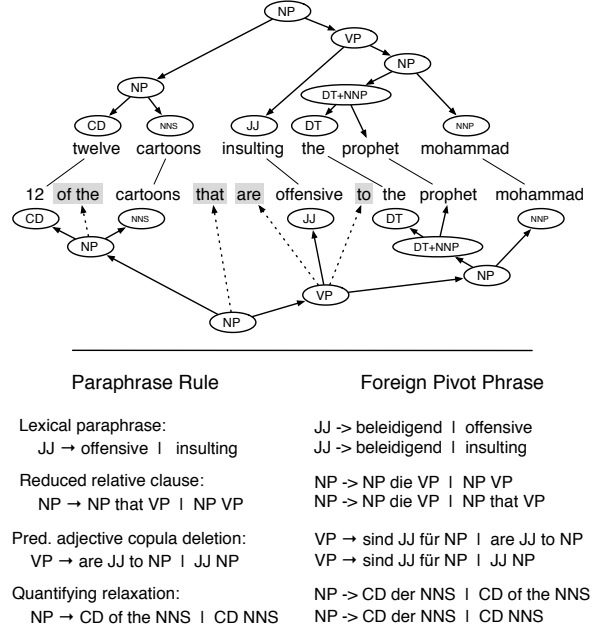 NP
VP
NP
NP
DT+NNP
CD NNS JJ DT NNP
twelve cartoons insulting the prophet mohammad
12 of the cartoons that are offensive to the prophet mohammad
CD NNS JJ DT NNP
NP DT+NNP
NP
VP
NP
Paraphrase Rule Foreign Pivot Phrase
Lexical paraphrase:
JJ → offensive | insulting
JJ -> beleidigend | offensive
JJ -> beleidigend | insulting
Reduced relative clause:
NP → NP that VP | NP VP
NP -> NP die VP | NP VP
NP -> NP die VP | NP that VP
Pred. adjective copula deletion:
VP → are JJ to NP | JJ NP
VP → sind JJ für NP | are JJ to NP
VP → sind JJ für NP | JJ NP
Quantifying relaxation:
NP → CD of the NNS | CD NNS
NP -> CD der NNS | CD of the NNS
NP -> CD der NNS | CD NNS